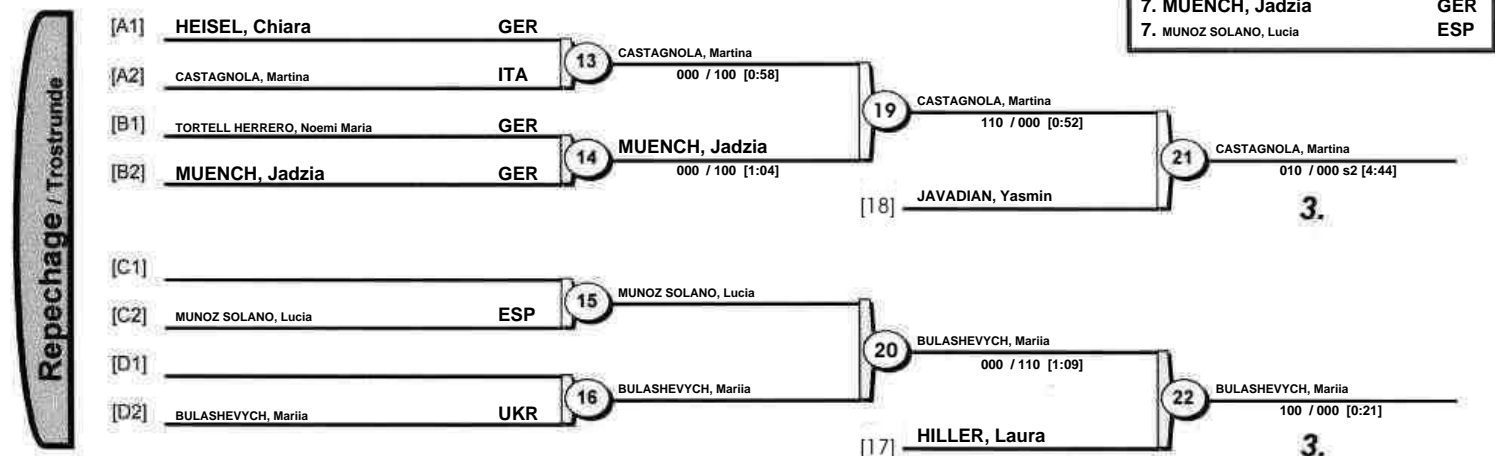 7. MUENCH, Jadzia GER
7. MUNOZ SOLANO, Lucia ESP
Repechage / Trostrunde
[A1] HEISEL, Chiara GER
[A2] CASTAGNOLA, Martina ITA
13 CASTAGNOLA, Martina
000 / 100 [0:58]
[B1] TORTELL HERRERO, Noemi Maria GER
[B2] MUENCH, Jadzia GER
14 MUENCH, Jadzia
000 / 100 [1:04]
19 CASTAGNOLA, Martina
110 / 000 [0:52]
[18] JAVADIAN, Yasmin
21 CASTAGNOLA, Martina
010 / 000 s2 [4:44]
3.
[C1]
[C2] MUNOZ SOLANO, Lucia ESP
15 MUNOZ SOLANO, Lucia
[D1]
[D2] BULASHEVYCH, Mariia UKR
16 BULASHEVYCH, Mariia
20 BULASHEVYCH, Mariia
000 / 110 [1:09]
[17] HILLER, Laura
22 BULASHEVYCH, Mariia
100 / 000 [0:21]
3.